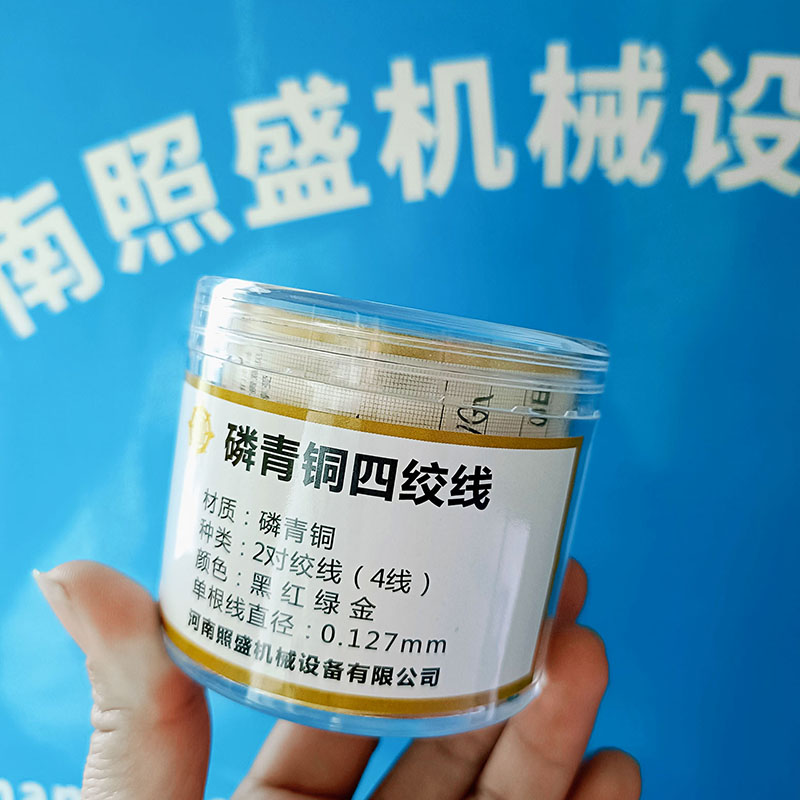 南照盛机械设
磷青铜四绞线
材质：磷青铜
种类：2对绞线（4线）
颜色：黑 红 绿 金
单根线直径：0.127mm
河南照盛机械设备有限公司